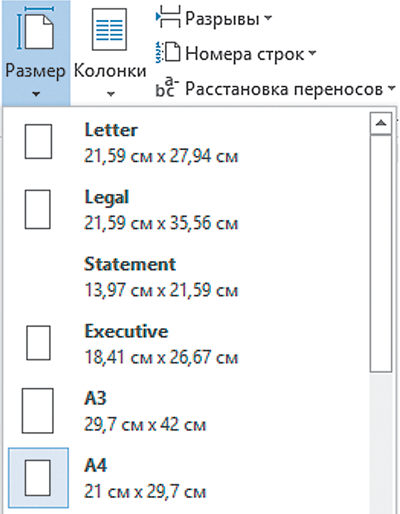 Размер
Колонки
Разрывы
Номера строк
bc
a-
Расстановка переносов
Letter
21,59 см x 27,94 см
Legal
21,59 см x 35,56 см
Statement
13,97 см x 21,59 см
Executive
18,41 см x 26,67 см
A3
29,7 см x 42 см
A4
21 см x 29,7 см